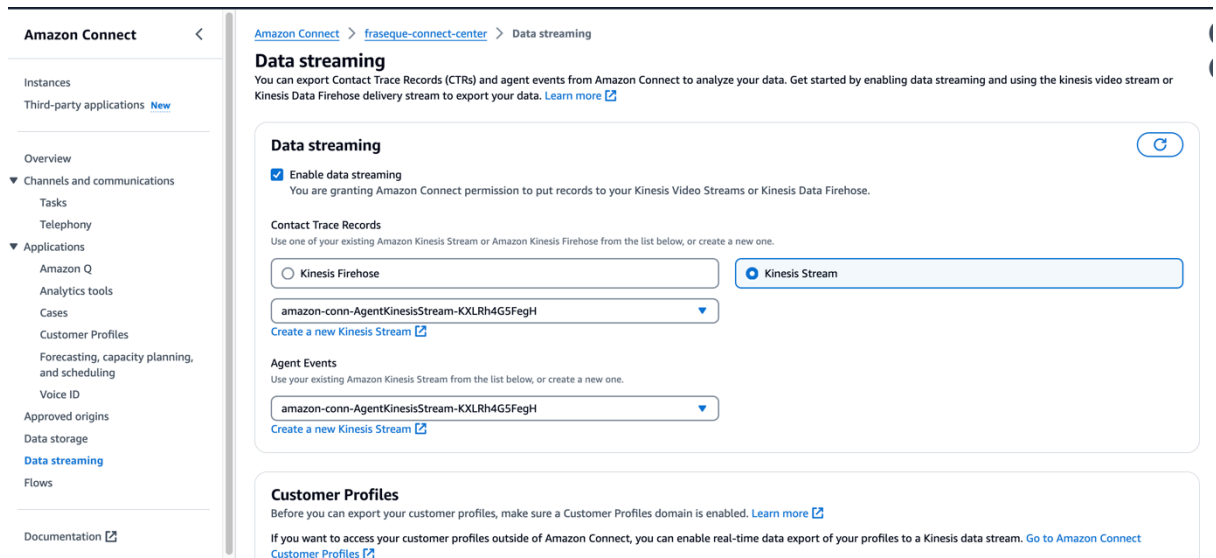 Amazon Connect
Instances
Third-party applications New
Overview
Channels and communications
Tasks
Telephony
Applications
Amazon Q
Analytics tools
Cases
Customer Profiles
Forecasting, capacity planning,
and scheduling
Voice ID
Approved origins
Data storage
Data streaming
Flows
Documentation
Amazon Connect > fraseque-connect-center > Data streaming
Data streaming
You can export Contact Trace Records (CTRs) and agent events from Amazon Connect to analyze your data. Get started by enabling data streaming and using the kinesis video stream or
Kinesis Data Firehose delivery stream to export your data. Learn more
Data streaming
Enable data streaming
You are granting Amazon Connect permission to put records to your Kinesis Video Streams or Kinesis Data Firehose.
Contact Trace Records
Use one of your existing Amazon Kinesis Stream or Amazon Kinesis Firehose from the list below, or create a new one.
Kinesis Firehose
Kinesis Stream
amazon-conn-AgentKinesisStream-KXLRh4G5FegH
Create a new Kinesis Stream
Agent Events
Use your existing Amazon Kinesis Stream from the list below, or create a new one.
amazon-conn-AgentKinesisStream-KXLRh4G5FegH
Create a new Kinesis Stream
Customer Profiles
Before you can export your customer profiles, make sure a Customer Profiles domain is enabled. Learn more
If you want to access your customer profiles outside of Amazon Connect, you can enable real-time data export of your profiles to a Kinesis data stream. Go to Amazon Connect
Customer Profiles